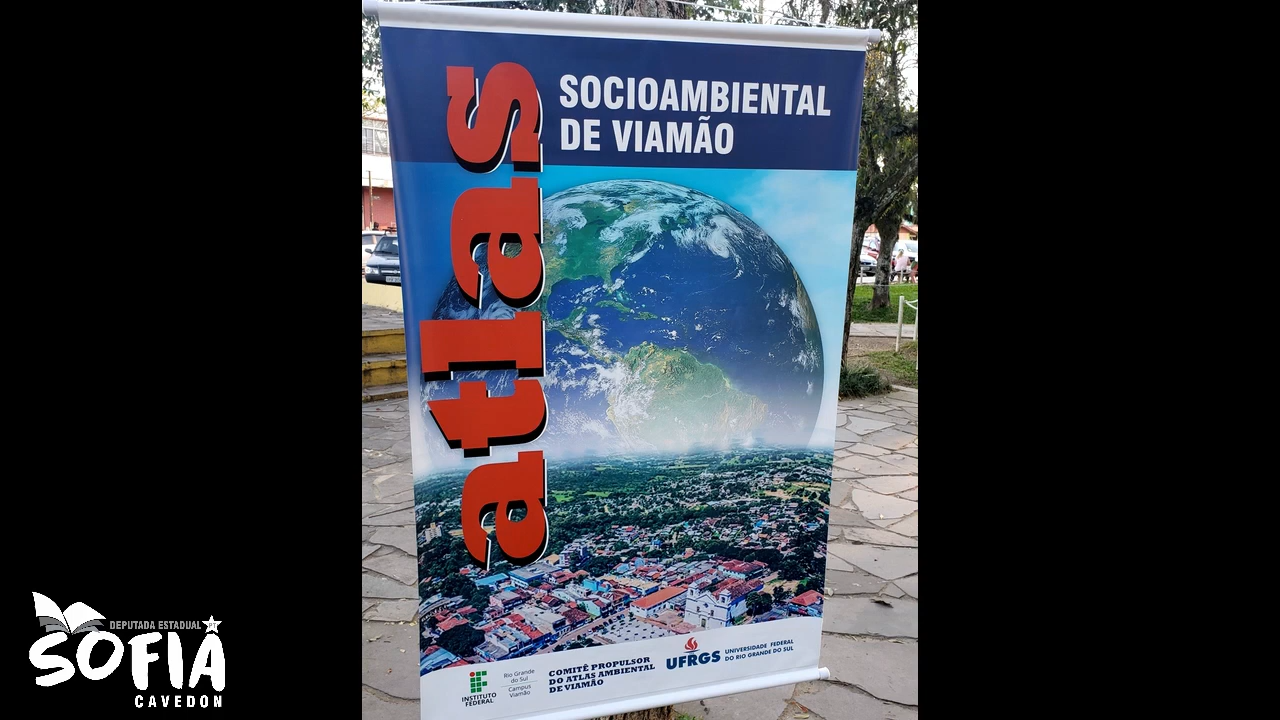 atlas
SOCIOAMBIENTAL
DE VIAMÃO
INSTITUTO
FEDERAL
Rio Grande
do Sul
Campus
Viamão
COMITÊ PROPULSOR
DO ATLAS AMBIENTAL
DE VIAMÃO
UFRGS
UNIVERSIDADE FEDERAL
DO RIO GRANDE DO SUL
DEPUTADA ESTADUAL PT
SOFIA
CAVEDON